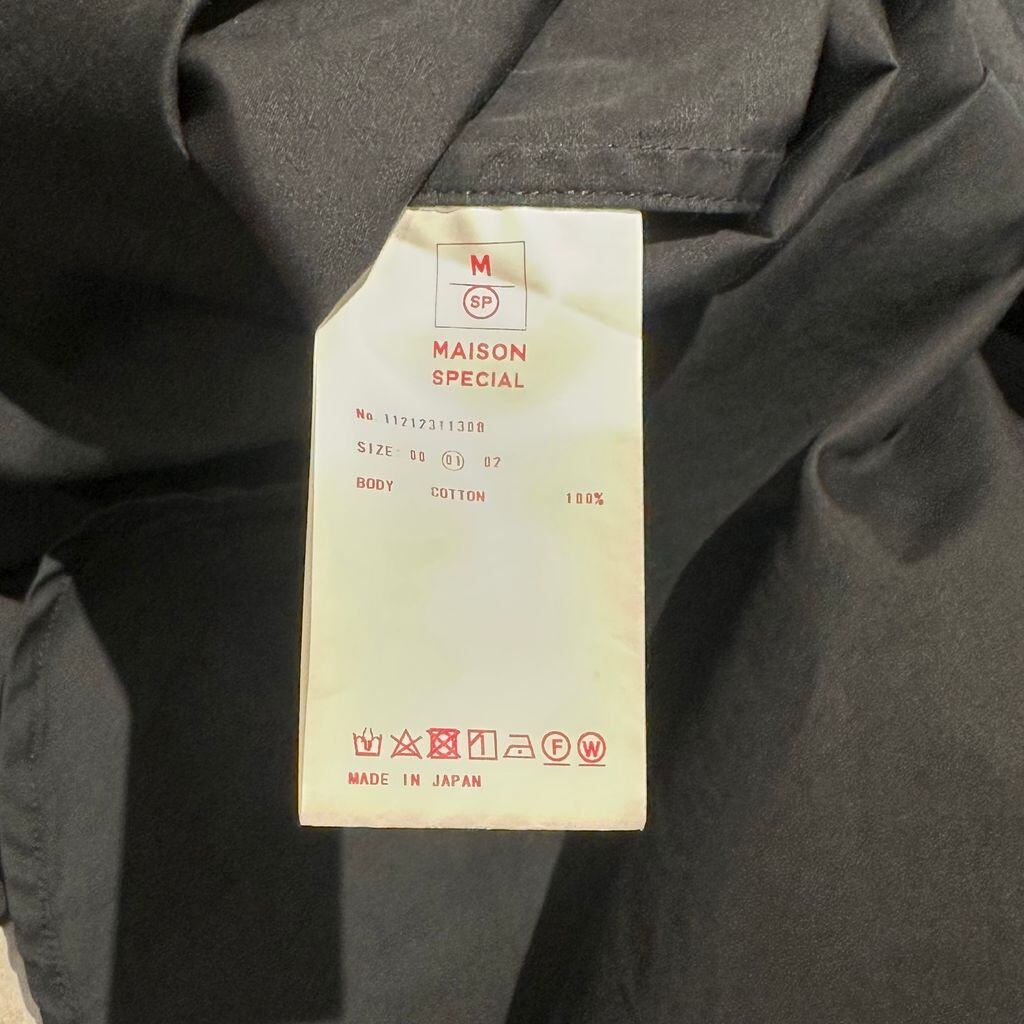 M
SP
MAISON
SPECIAL
No. 11212311308
SIZE 00 01 02
BODY COTTON 100%
F W
MADE IN JAPAN